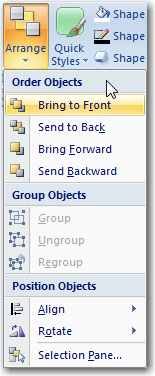 Arrange
Quick
Styles
Shape
Shape
Shape
Order Objects
Bring to Front
Send to Back
Bring Forward
Send Backward
Group Objects
Group
Ungroup
Regroup
Position Objects
Align
Rotate
Selection Pane...